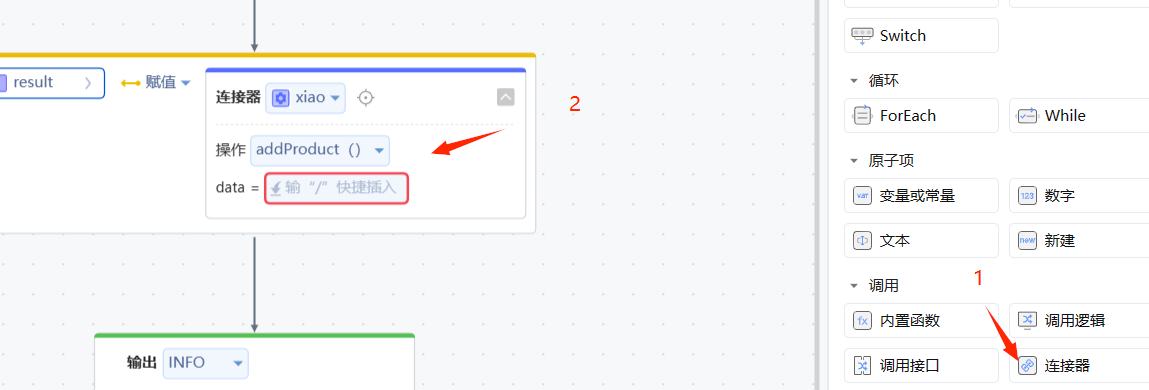 result
赋值
连接器 xiao
操作 addProduct（）
data = 输“/”快捷插入
2
输出 INFO
Switch
循环
ForEach While
原子项
变量或常量 数字
文本 新建
调用
1
内置函数 调用逻辑
调用接口 连接器